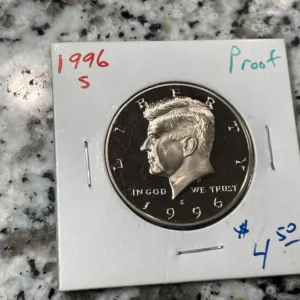 1996
S
Proof
LIBERTY
IN GOD WE TRUST
S
1996
$ 4 50